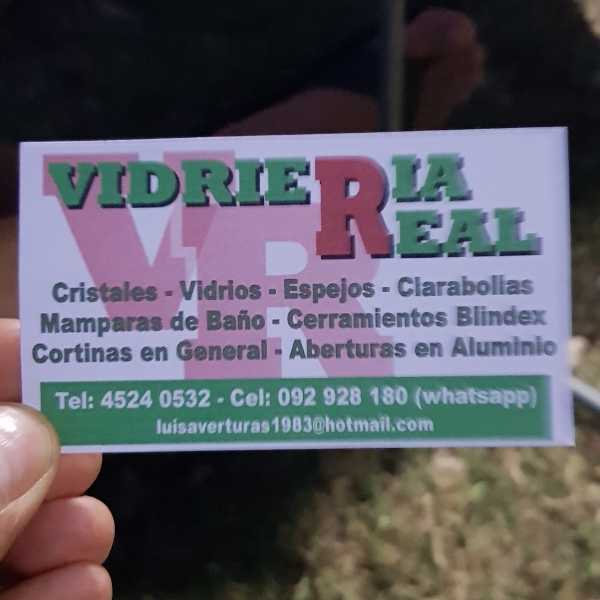 VIDRIERIA
REAL
VR
Cristales - Vidrios - Espejos - Clarabolias
Mamparas de Baño - Cerramientos Blindex
Cortinas en General - Aberturas en Aluminio
Tel: 4524 0532 - Cel: 092 928 180 (whatsapp)
luisaverturas1983@hotmail.com